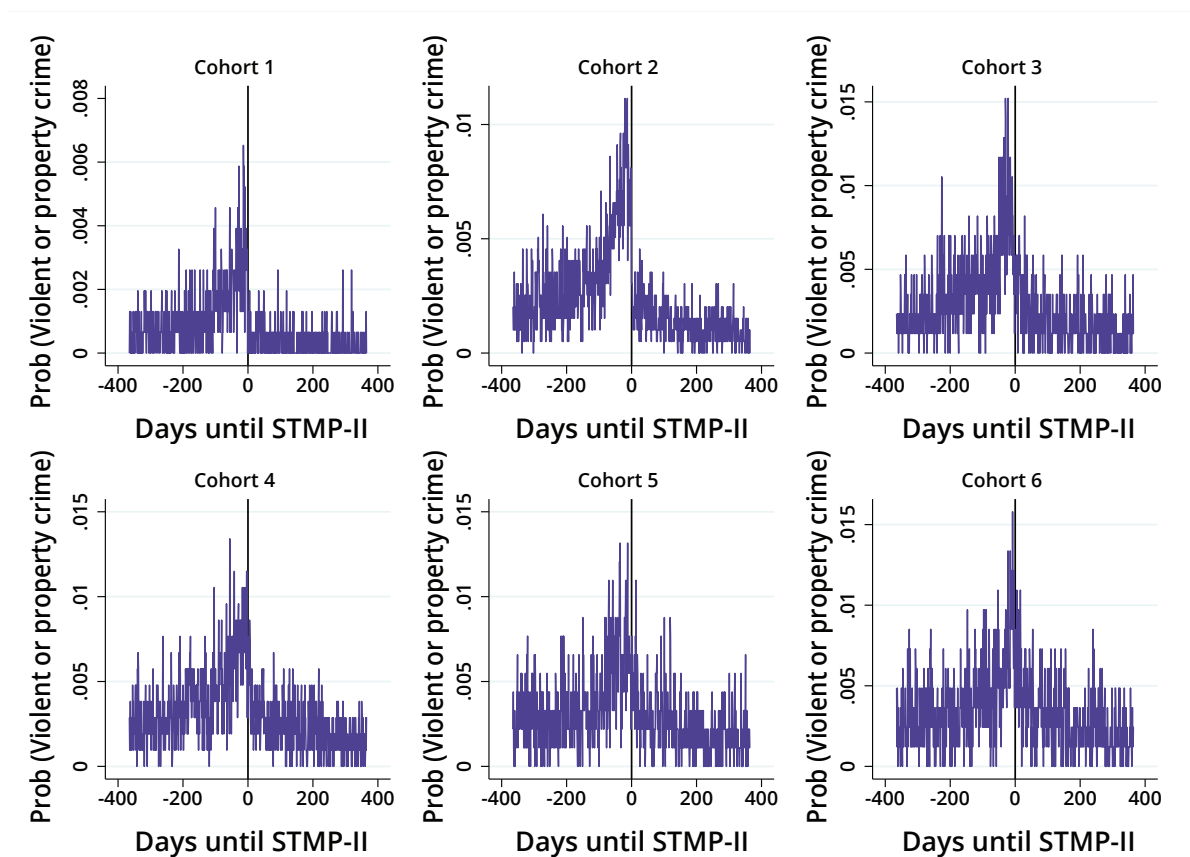 Cohort 1
Prob (Violent or property crime)
.008
.006
.004
.002
0
-400 -200 0 200 400
Days until STMP-II
Cohort 2
Prob (Violent or property crime)
.01
.005
0
-400 -200 0 200 400
Days until STMP-II
Cohort 3
Prob (Violent or property crime)
.015
.01
.005
0
-400 -200 0 200 400
Days until STMP-II
Cohort 4
Prob (Violent or property crime)
.015
.01
.005
0
-400 -200 0 200 400
Days until STMP-II
Cohort 5
Prob (Violent or property crime)
.015
.01
.005
0
-400 -200 0 200 400
Days until STMP-II
Cohort 6
Prob (Violent or property crime)
.015
.01
.005
0
-400 -200 0 200 400
Days until STMP-II